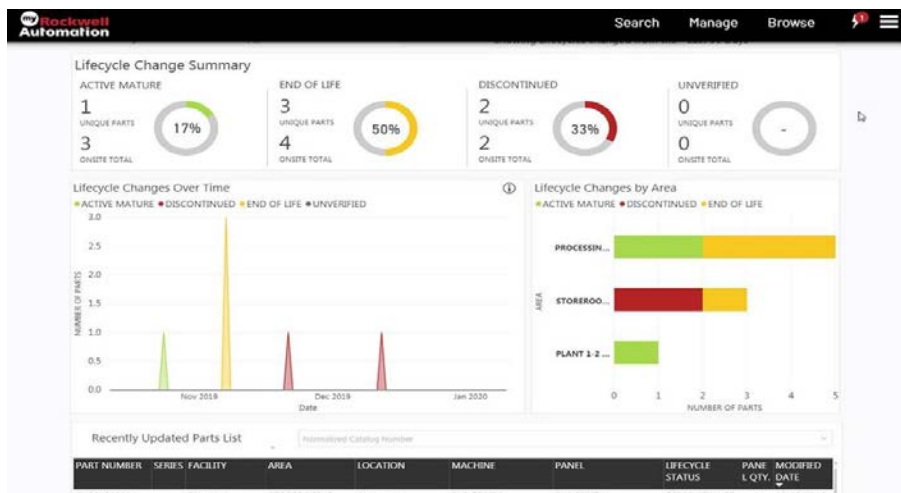 my Rockwell
Automation
Search Manage Browse 1
Lifecycle Change Summary
ACTIVE MATURE
1
UNIQUE PARTS
3
ONSITE TOTAL
17%
END OF LIFE
3
UNIQUE PARTS
4
ONSITE TOTAL
50%
DISCONTINUED
2
UNIQUE PARTS
2
ONSITE TOTAL
33%
UNVERIFIED
0
UNIQUE PARTS
0
ONSITE TOTAL
-
Lifecycle Changes Over Time
ACTIVE MATURE DISCONTINUED END OF LIFE UNVERIFIED
3.0
2.5
2.0
1.5
1.0
0.5
0.0
NUMBER OF PARTS
Nov 2019 Dec 2019 Jan 2020
Date
Lifecycle Changes by Area
ACTIVE MATURE DISCONTINUED END OF LIFE
AREA
PROCESSIN...
STOREROO...
PLANT 1-2 ...
0 1 2 3 4 5
NUMBER OF PARTS
Recently Updated Parts List
Normalized Catalog Number
PART NUMBER SERIES FACILITY AREA LOCATION MACHINE PANEL LIFECYCLE STATUS PANE L QTY. MODIFIED DATE